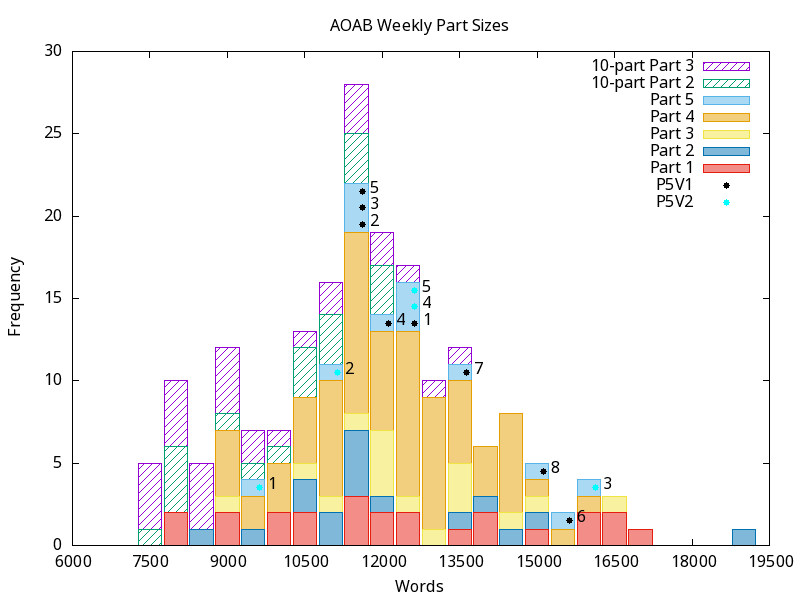 AOAB Weekly Part Sizes
30
25
20
15
10
5
0
Frequency
10-part Part 3
10-part Part 2
Part 5
Part 4
Part 3
Part 2
Part 1
P5V1
P5V2
5
3
2
5
4
4 1
2 7
1 8 3
6
6000 7500 9000 10500 12000 13500 15000 16500 18000 19500
Words